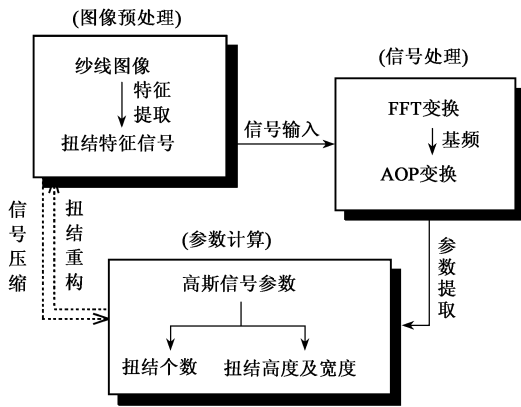 (图像预处理)
纱线图像
特征
提取
扭结特征信号
信号输入
(信号处理)
FFT变换
基频
AOP变换
信号压缩
扭结重构
参数提取
(参数计算)
高斯信号参数
扭结个数
扭结高度及宽度